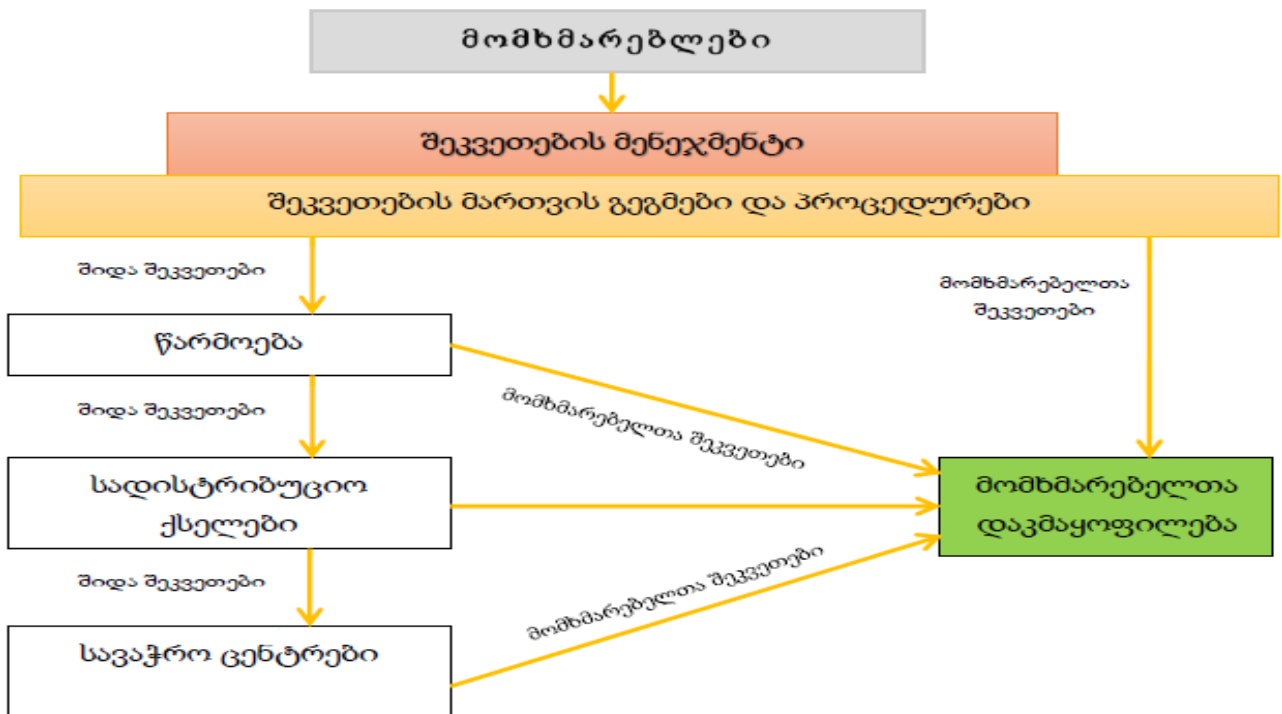 მომხმარებლები
შეკვეთების მენეჯმენტი
შეკვეთების მართვის გეგმები და პროცედურები
შიდა შეკვეთები
მომხმარებელთა
შეკვეთები
წარმოება
შიდა შეკვეთები
მომხმარებელთა შეკვეთები
სადისტრიბუციო
ქსელები
მომხმარებელთა
დაკმაყოფილება
შიდა შეკვეთები
მომხმარებელთა შეკვეთები
სავაჭრო ცენტრები